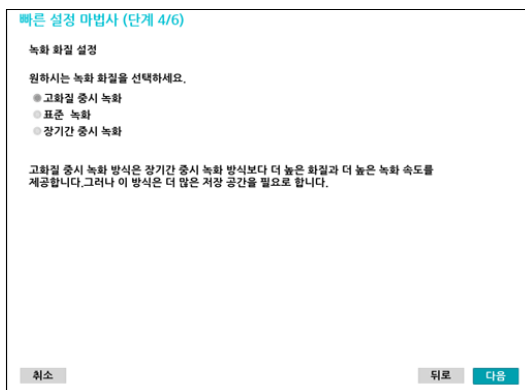 빠른 설정 마법사 (단계 4/6)
녹화 화질 설정
원하시는 녹화 화질을 선택하세요.
고화질 중시 녹화
표준 녹화
장기간 중시 녹화
고화질 중시 녹화 방식은 장기간 중시 녹화 방식보다 더 높은 화질과 더 높은 녹화 속도를
제공합니다.그러나 이 방식은 더 많은 저장 공간을 필요로 합니다.
취소 뒤로 다음